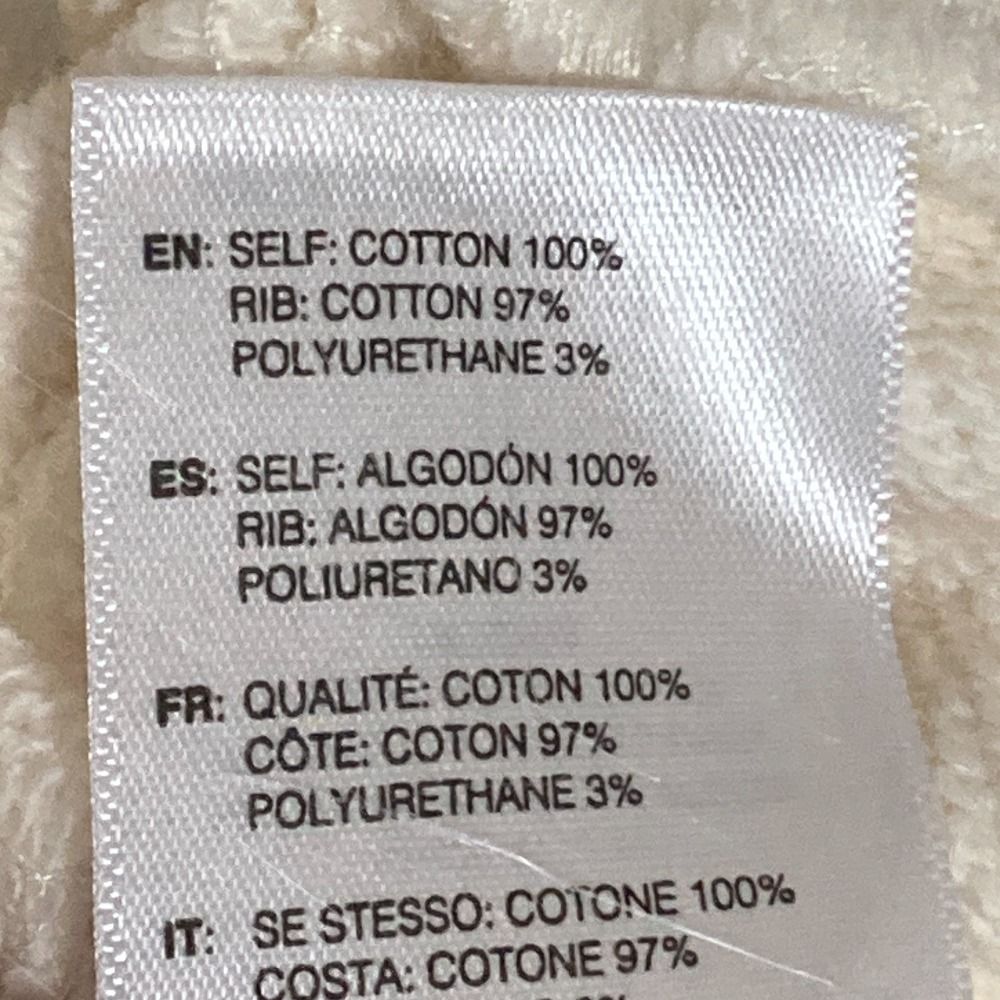 EN: SELF: COTTON 100%
RIB: COTTON 97%
POLYURETHANE 3%
ES: SELF: ALGODÓN 100%
RIB: ALGODÓN 97%
POLIURETANO 3%
FR: QUALITÉ: COTON 100%
CÔTE: COTON 97%
POLYURETHANE 3%
IT: SE STESSO: COTONE 100%
COSTA: COTONE 97%